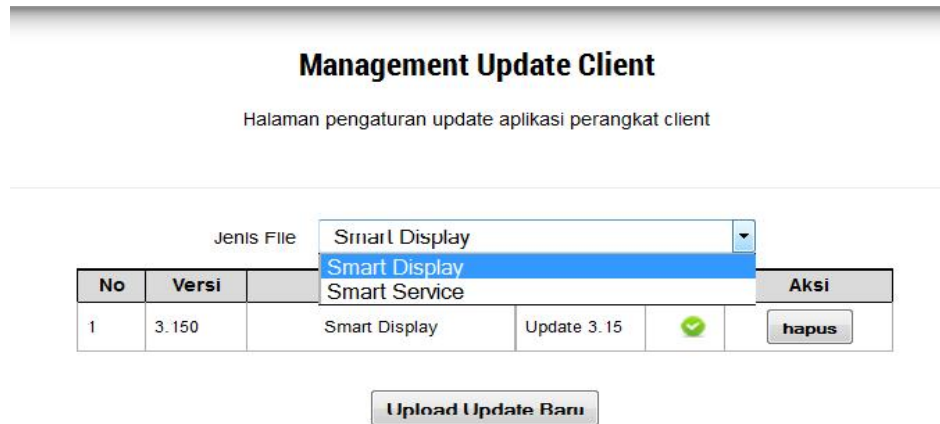 Management Update Client
Halaman pengaturan update aplikasi perangkat client
Jenis File Smart Display
Smart Display
Smart Service
No Versi Aksi
1 3.150 Smart Display Update 3.15 hapus
Upload Update Baru